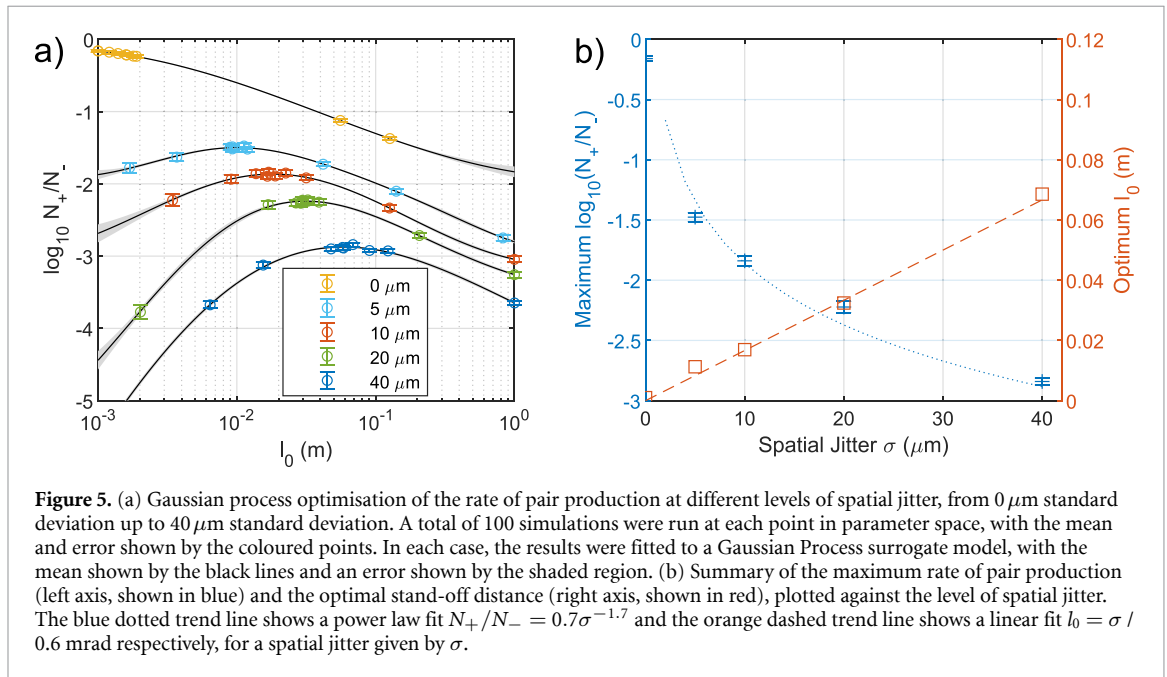 a)
log10 N+/N-
0
-1
-2
-3
-4
-5
10-3
10-2
10-1
100
l0 (m)
0 μm
5 μm
10 μm
20 μm
40 μm
b)
Maximum log10(N+/N-)
0
-0.5
-1
-1.5
-2
-2.5
-3
0
10
20
30
40
Spatial Jitter σ (μm)
0.12
0.1
0.08
0.06
0.04
0.02
0
Optimum l0 (m)
Figure 5. (a) Gaussian process optimisation of the rate of pair production at different levels of spatial jitter, from 0 μm standard
deviation up to 40 μm standard deviation. A total of 100 simulations were run at each point in parameter space, with the mean
and error shown by the coloured points. In each case, the results were fitted to a Gaussian Process surrogate model, with the
mean shown by the black lines and an error shown by the shaded region. (b) Summary of the maximum rate of pair production
(left axis, shown in blue) and the optimal stand-off distance (right axis, shown in red), plotted against the level of spatial jitter.
The blue dotted trend line shows a power law fit N+/N− = 0.7σ−1.7 and the orange dashed trend line shows a linear fit l0 = σ /
0.6 mrad respectively, for a spatial jitter given by σ.